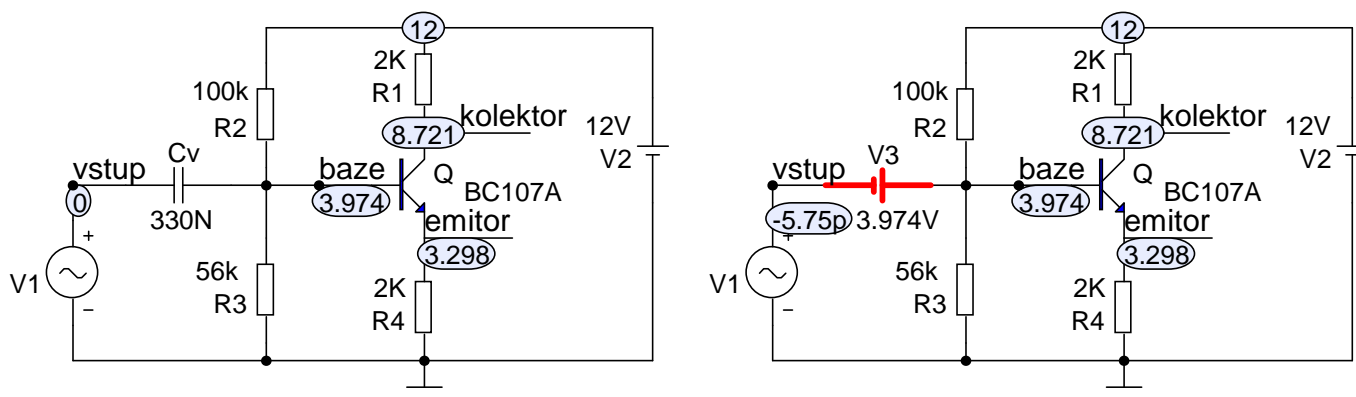 12
2K
R1
100k
R2
kolektor
8.721
12V
V2
Cv
vstup
baze
Q
BC107A
0
330N
3.974
emitor
3.298
+
V1
56k
R3
2K
R4
−
12
2K
R1
100k
R2
kolektor
8.721
12V
V2
V3
vstup
baze
Q
BC107A
-5.75p
3.974V
3.974
emitor
3.298
+
V1
56k
R3
2K
R4
−